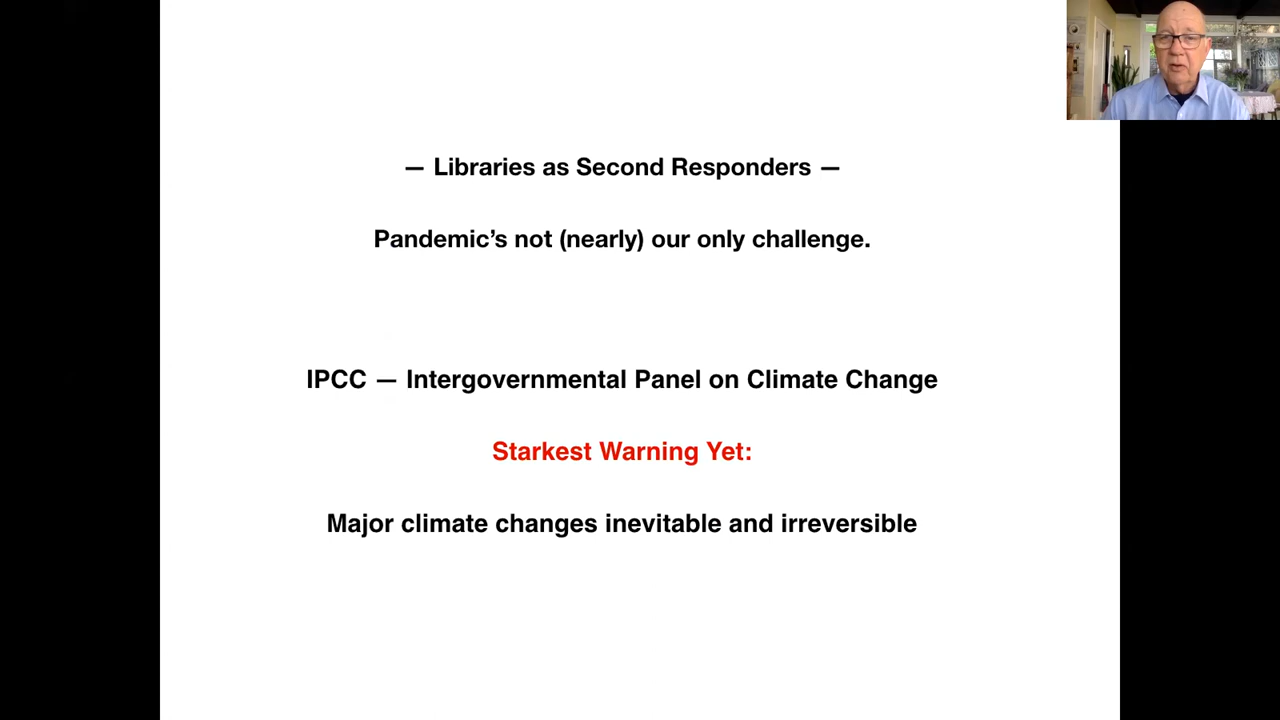 — Libraries as Second Responders —
Pandemic’s not (nearly) our only challenge.
IPCC — Intergovernmental Panel on Climate Change
Starkest Warning Yet:
Major climate changes inevitable and irreversible